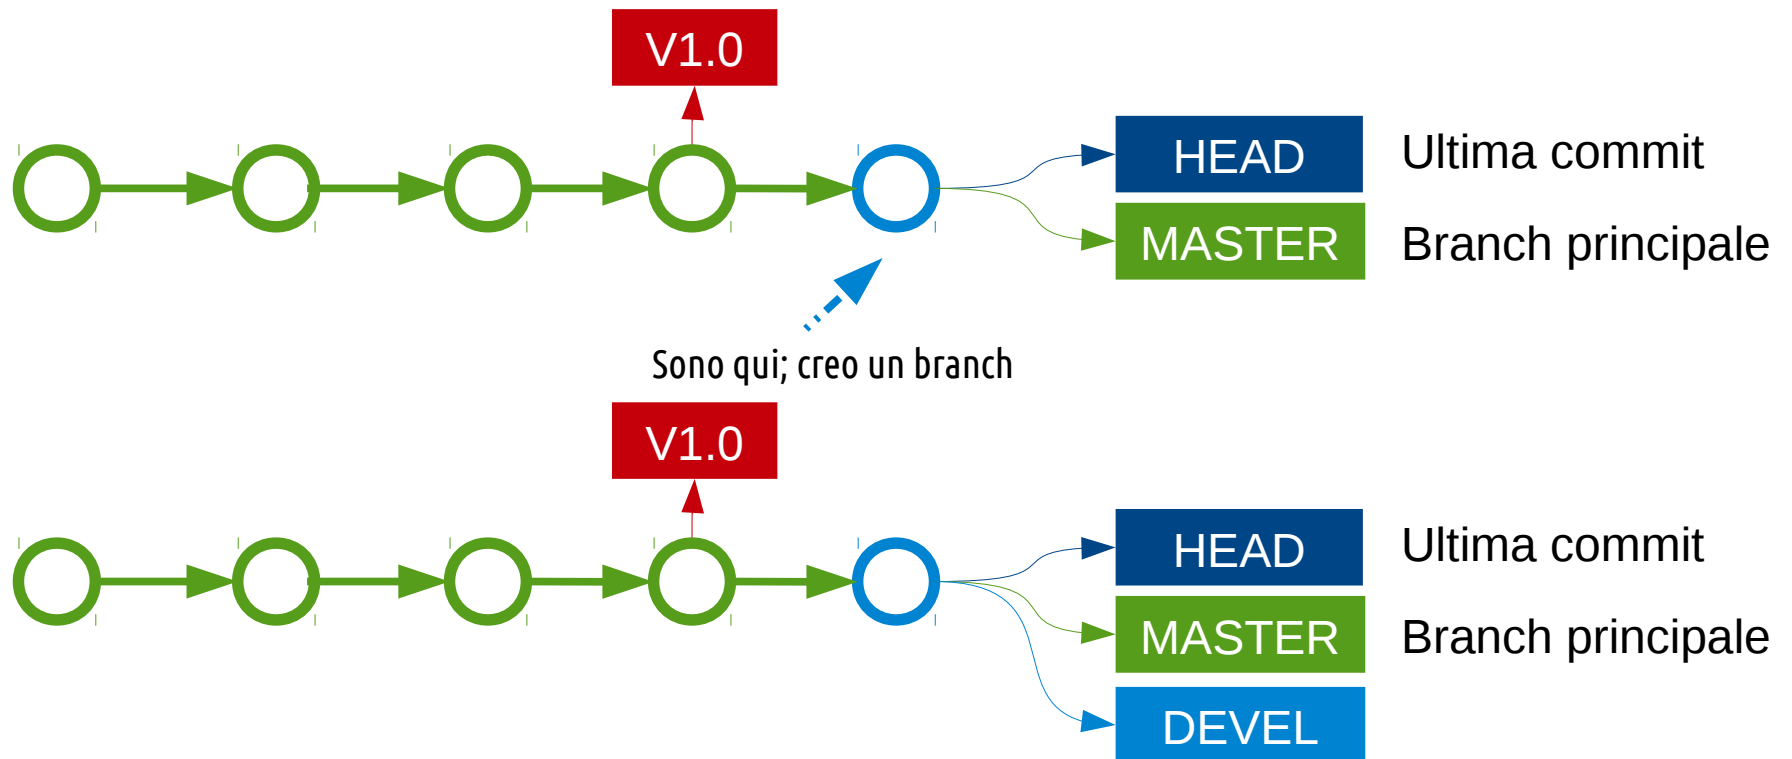 V1.0
HEAD Ultima commit
MASTER Branch principale
Sono qui; creo un branch
V1.0
HEAD Ultima commit
MASTER Branch principale
DEVEL